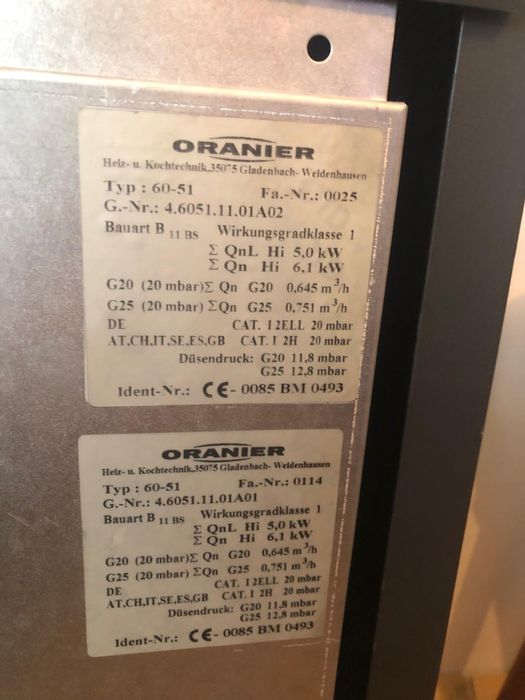 ORANIER
Heiz- u. Kochtechnik,35075 Gladenbach- Weidenhausen
Typ : 60-51 Fa.-Nr.: 0025
G.-Nr.: 4.6051.11.01A02
Bauart B 11 BS Wirkungsgradklasse 1
Σ QnL Hi 5,0 kW
Σ Qn Hi 6,1 kW
G20 (20 mbar) Σ Qn G20 0,645 m³/h
G25 (20 mbar) Σ Qn G25 0,751 m³/h
DE CAT. I 2ELL 20 mbar
AT,CH,IT,SE,ES,GB CAT. I 2H 20 mbar
Düsendruck: G20 11,8 mbar
G25 12,8 mbar
Ident-Nr.: CE- 0085 BM 0493
ORANIER
Heiz- u. Kochtechnik,35075 Gladenbach- Weidenhausen
Typ : 60-51 Fa.-Nr.: 0114
G.-Nr.: 4.6051.11.01A01
Bauart B 11 BS Wirkungsgradklasse 1
Σ QnL Hi 5,0 kW
Σ Qn Hi 6,1 kW
G20 (20 mbar) Σ Qn G20 0,645 m³/h
G25 (20 mbar) Σ Qn G25 0,751 m³/h
DE CAT. I 2ELL 20 mbar
AT,CH,IT,SE,ES,GB CAT. I 2H 20 mbar
Düsendruck: G20 11,8 mbar
G25 12,8 mbar
Ident-Nr.: CE- 0085 BM 0493